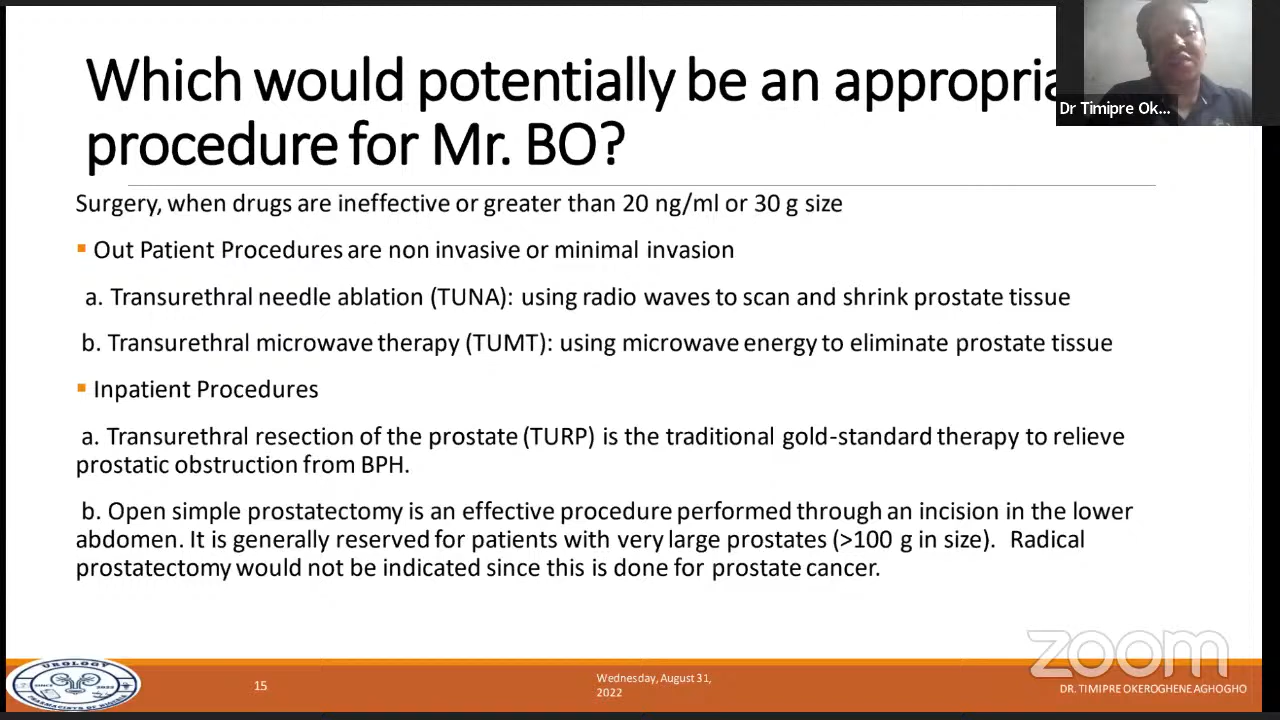 Which would potentially be an appropria
procedure for Mr. BO?
Dr Timipre Ok...
Surgery, when drugs are ineffective or greater than 20 ng/ml or 30 g size
▪ Out Patient Procedures are non invasive or minimal invasion
a. Transurethral needle ablation (TUNA): using radio waves to scan and shrink prostate tissue
b. Transurethral microwave therapy (TUMT): using microwave energy to eliminate prostate tissue
▪ Inpatient Procedures
a. Transurethral resection of the prostate (TURP) is the traditional gold-standard therapy to relieve
prostatic obstruction from BPH.
b. Open simple prostatectomy is an effective procedure performed through an incision in the lower
abdomen. It is generally reserved for patients with very large prostates (>100 g in size). Radical
prostatectomy would not be indicated since this is done for prostate cancer.
zoom
UROLOGY
PHARMACISTS OF NIGERIA
15
Wednesday, August 31,
2022
DR. TIMIPRE OKEROGHENE AGHOGHO